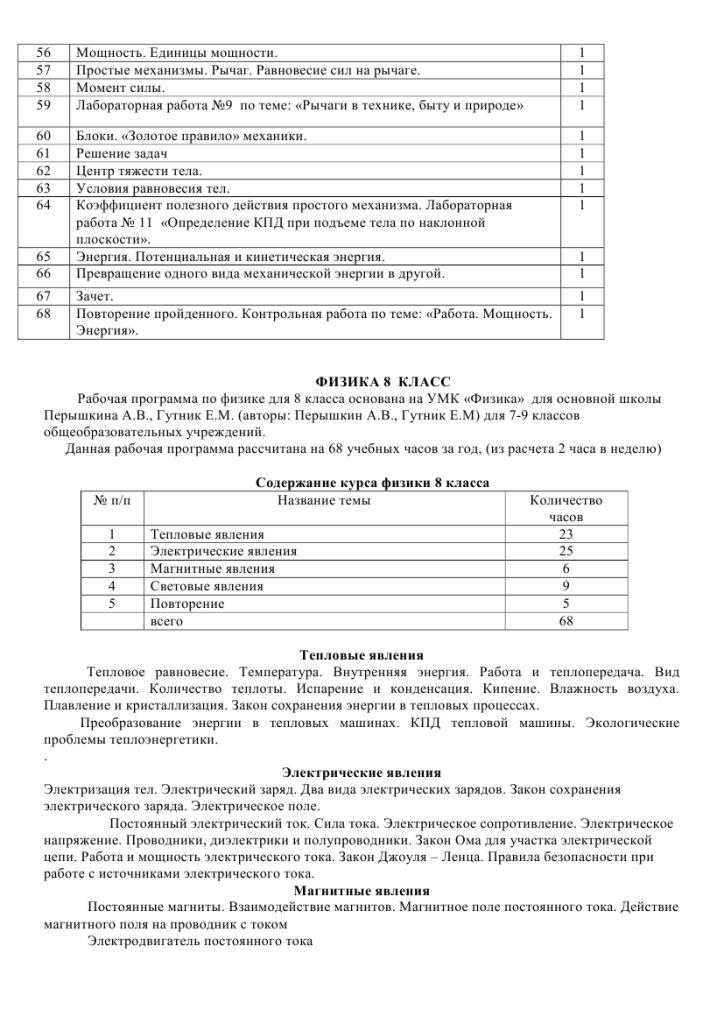 56 Мощность. Единицы мощности. 1
57 Простые механизмы. Рычаг. Равновесие сил на рычаге. 1
58 Момент силы. 1
59 Лабораторная работа №9 по теме: «Рычаги в технике, быту и природе» 1
60 Блоки. «Золотое правило» механики. 1
61 Решение задач 1
62 Центр тяжести тела. 1
63 Условия равновесия тел. 1
64 Коэффициент полезного действия простого механизма. Лабораторная 1
работа № 11 «Определение КПД при подъеме тела по наклонной
плоскости».
65 Энергия. Потенциальная и кинетическая энергия. 1
66 Превращение одного вида механической энергии в другой. 1
67 Зачет. 1
68 Повторение пройденного. Контрольная работа по теме: «Работа. Мощность. 1
Энергия».
ФИЗИКА 8 КЛАСС
Рабочая программа по физике для 8 класса основана на УМК «Физика» для основной школы
Перышкина А.В., Гутник Е.М. (авторы: Перышкин А.В., Гутник Е.М) для 7-9 классов
общеобразовательных учреждений.
Данная рабочая программа рассчитана на 68 учебных часов за год, (из расчета 2 часа в неделю)
Содержание курса физики 8 класса
№ п/п Название темы Количество
часов
1 Тепловые явления 23
2 Электрические явления 25
3 Магнитные явления 6
4 Световые явления 9
5 Повторение 5
всего 68
Тепловые явления
Тепловое равновесие. Температура. Внутренняя энергия. Работа и теплопередача. Вид
теплопередачи. Количество теплоты. Испарение и конденсация. Кипение. Влажность воздуха.
Плавление и кристаллизация. Закон сохранения энергии в тепловых процессах.
Преобразование энергии в тепловых машинах. КПД тепловой машины. Экологические
проблемы теплоэнергетики.
.
Электрические явления
Электризация тел. Электрический заряд. Два вида электрических зарядов. Закон сохранения
электрического заряда. Электрическое поле.
Постоянный электрический ток. Сила тока. Электрическое сопротивление. Электрическое
напряжение. Проводники, диэлектрики и полупроводники. Закон Ома для участка электрической
цепи. Работа и мощность электрического тока. Закон Джоуля – Ленца. Правила безопасности при
работе с источниками электрического тока.
Магнитные явления
Постоянные магниты. Взаимодействие магнитов. Магнитное поле постоянного тока. Действие
магнитного поля на проводник с током
Электродвигатель постоянного тока